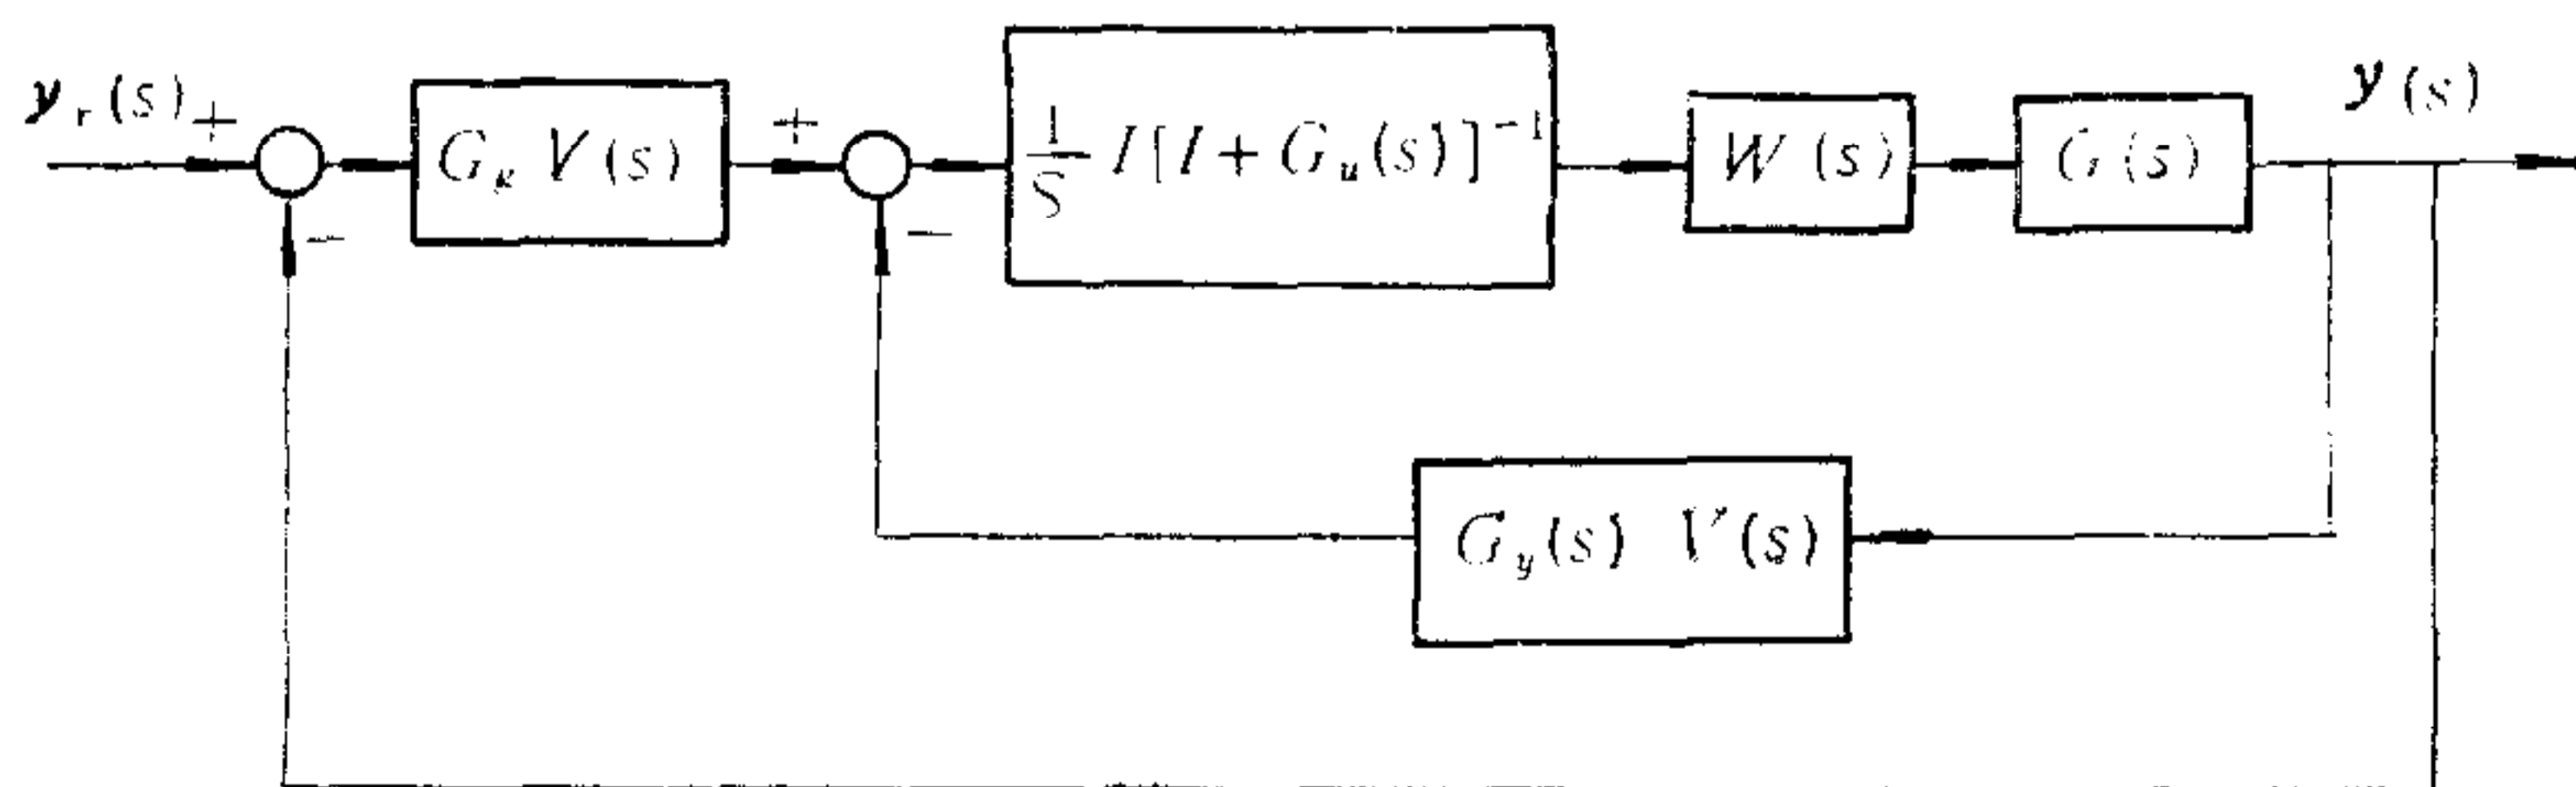 y_r(s) +
−
G_K V(s)
+
−
1/S I[I + G_u(s)]^{-1}
W(s)
G(s)
y(s)
G_y(s) V(s)